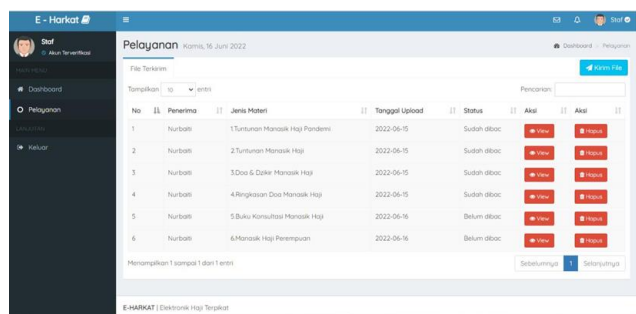 E - Harkat
Staf
Staf
Akun Terverifikasi
MAIN MENU
Dashboard
Pelayanan
LAINNYA
Keluar
Pelayanan Kamis, 16 Juni 2022
Dashboard > Pelayanan
File Terkirim
Kirim File
Tampilkan 10 entri
Pencarian:
No Penerima Jenis Materi Tanggal Upload Status Aksi Aksi
1 Nurbaiti 1.Tuntunan Manasik Haji Pandemi 2022-06-15 Sudah dibac View Hapus
2 Nurbaiti 2.Tuntunan Manasik Haji 2022-06-15 Sudah dibac View Hapus
3 Nurbaiti 3.Doa & Dzikir Manasik Haji 2022-06-15 Sudah dibac View Hapus
4 Nurbaiti 4.Ringkasan Doa Manasik Haji 2022-06-15 Sudah dibac View Hapus
5 Nurbaiti 5.Buku Konsultasi Manasik Haji 2022-06-16 Belum dibac View Hapus
6 Nurbaiti 6.Manasik Haji Perempuan 2022-06-16 Belum dibac View Hapus
Menampilkan 1 sampai 1 dari 1 entri
Sebelumnya 1 Selanjutnya
E-HARKAT | Elektronik Haji Terpikat